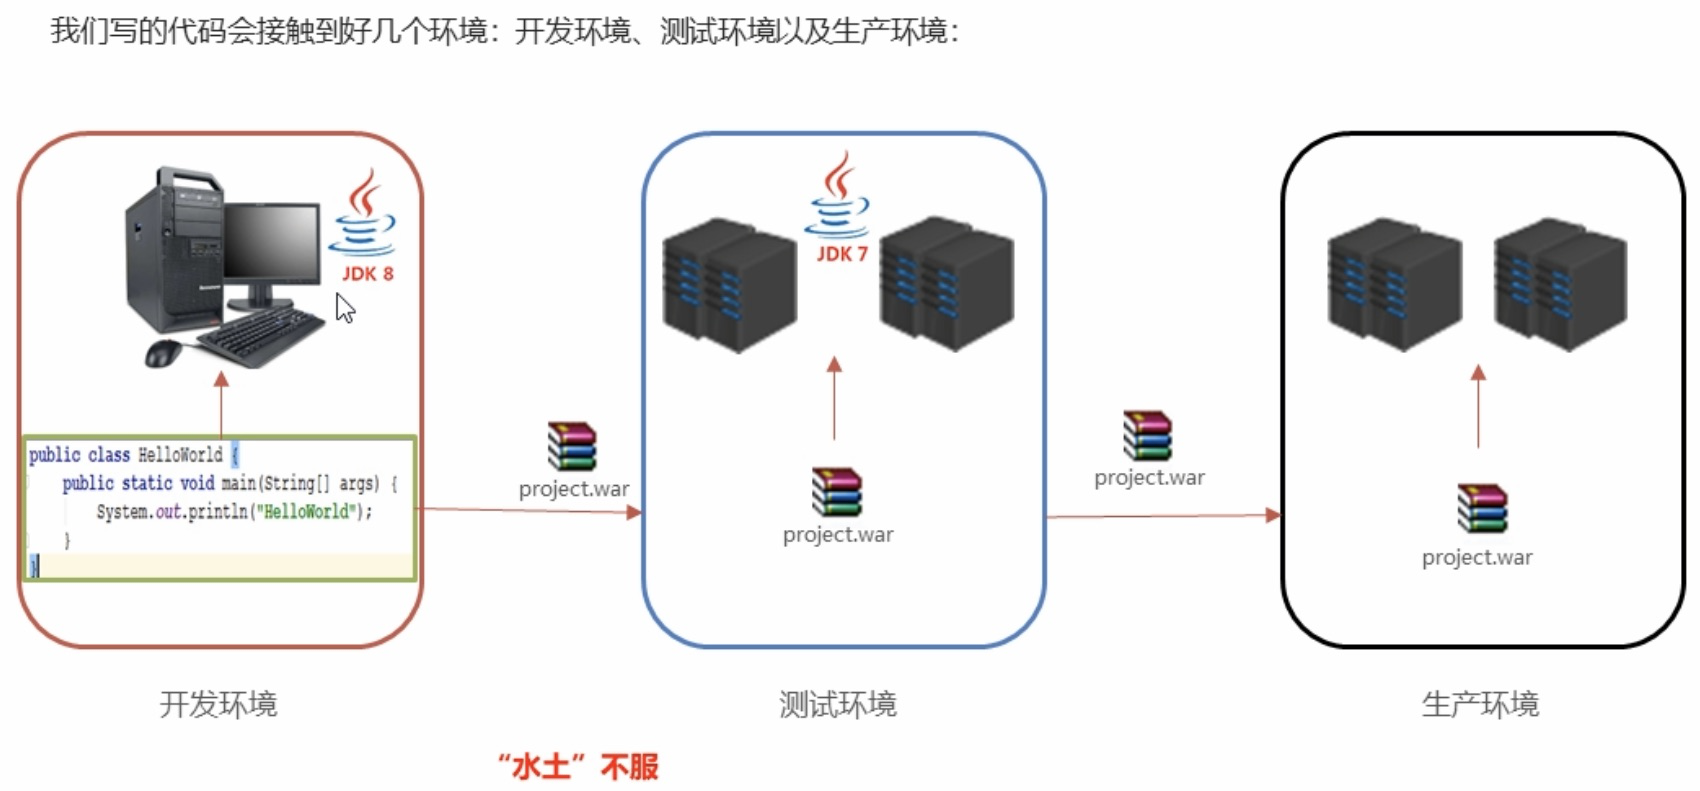 我们写的代码会接触到好几个环境：开发环境、测试环境以及生产环境：
JDK 8
public class HelloWorld {
public static void main(String[] args) {
System.out.println("HelloWorld");
}
}
开发环境
project.war
JDK 7
project.war
测试环境
project.war
project.war
生产环境
“水土”不服